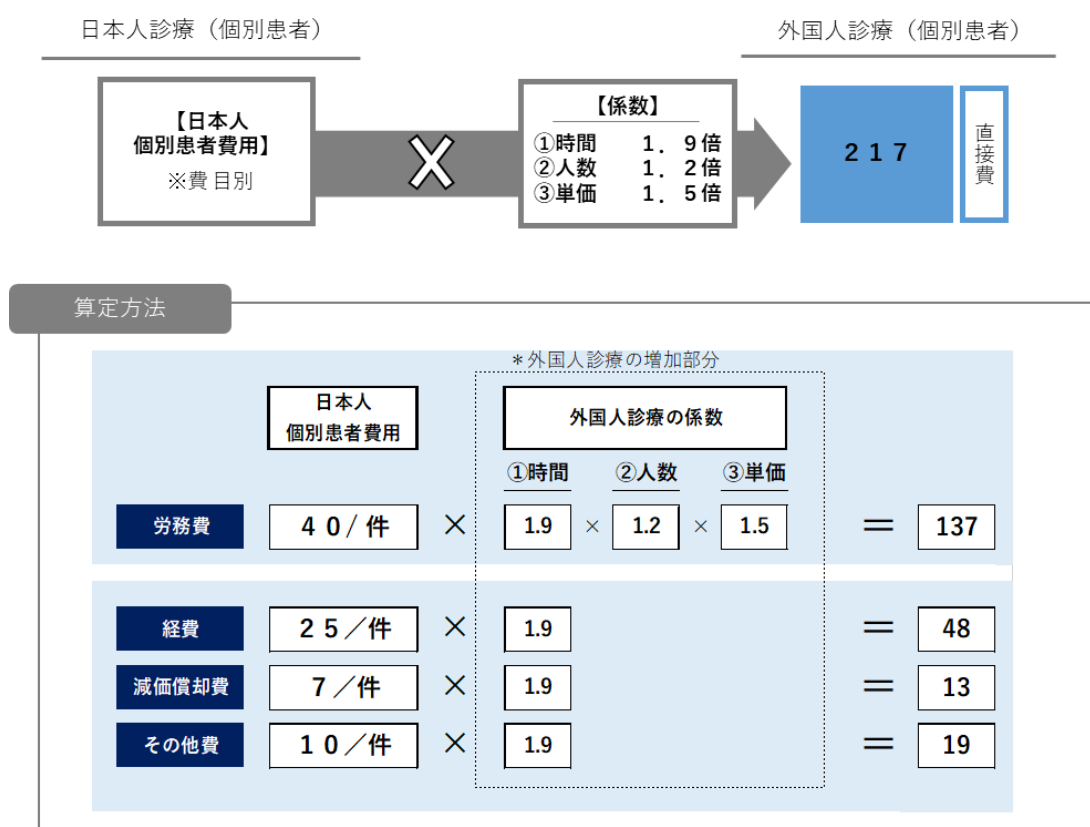 日本人診療（個別患者）
外国人診療（個別患者）
【日本人
個別患者費用】
※費目別
×
【係数】
①時間 1．9倍
②人数 1．2倍
③単価 1．5倍
217
直接費
算定方法
＊外国人診療の増加部分
日本人
個別患者費用
外国人診療の係数
①時間 ②人数 ③単価
労務費 40/件 × 1.9 × 1.2 × 1.5 ＝ 137
経費 25／件 × 1.9 ＝ 48
減価償却費 7／件 × 1.9 ＝ 13
その他費 10／件 × 1.9 ＝ 19